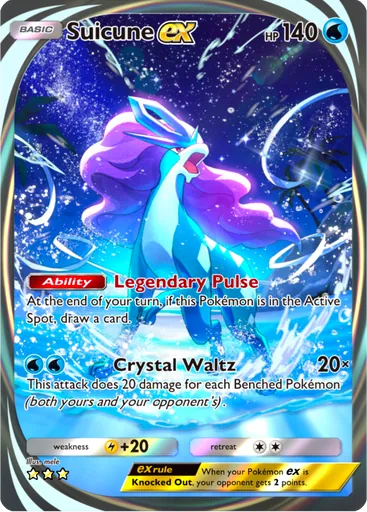 BASIC Suicune ex HP 140
Ability Legendary Pulse
At the end of your turn, if this Pokémon is in the Active
Spot, draw a card.
Crystal Waltz 20×
This attack does 20 damage for each Benched Pokémon
(both yours and your opponent's).
weakness +20 retreat
Illus. mele
ex rule When your Pokémon ex is
Knocked Out, your opponent gets 2 points.